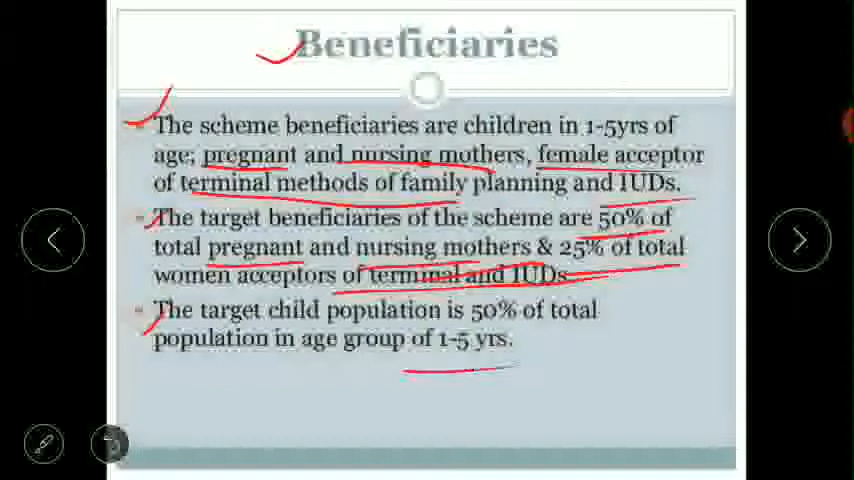 Beneficiaries
The scheme beneficiaries are children in 1-5yrs of
age; pregnant and nursing mothers, female acceptor
of terminal methods of family planning and IUDs.
The target beneficiaries of the scheme are 50% of
total pregnant and nursing mothers & 25% of total
women acceptors of terminal and IUDs
The target child population is 50% of total
population in age group of 1-5 yrs.